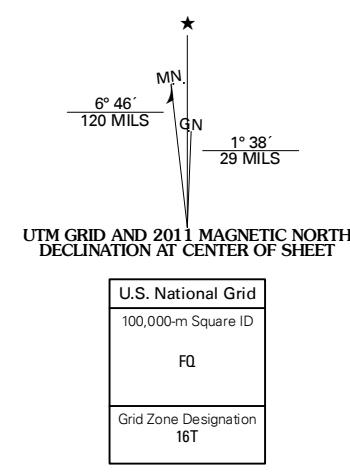 ★
MN.
6° 46´
120 MILS
GN
1° 38´
29 MILS
UTM GRID AND 2011 MAGNETIC NORTH
DECLINATION AT CENTER OF SHEET
U.S. National Grid
100,000-m Square ID
FQ
Grid Zone Designation
16T